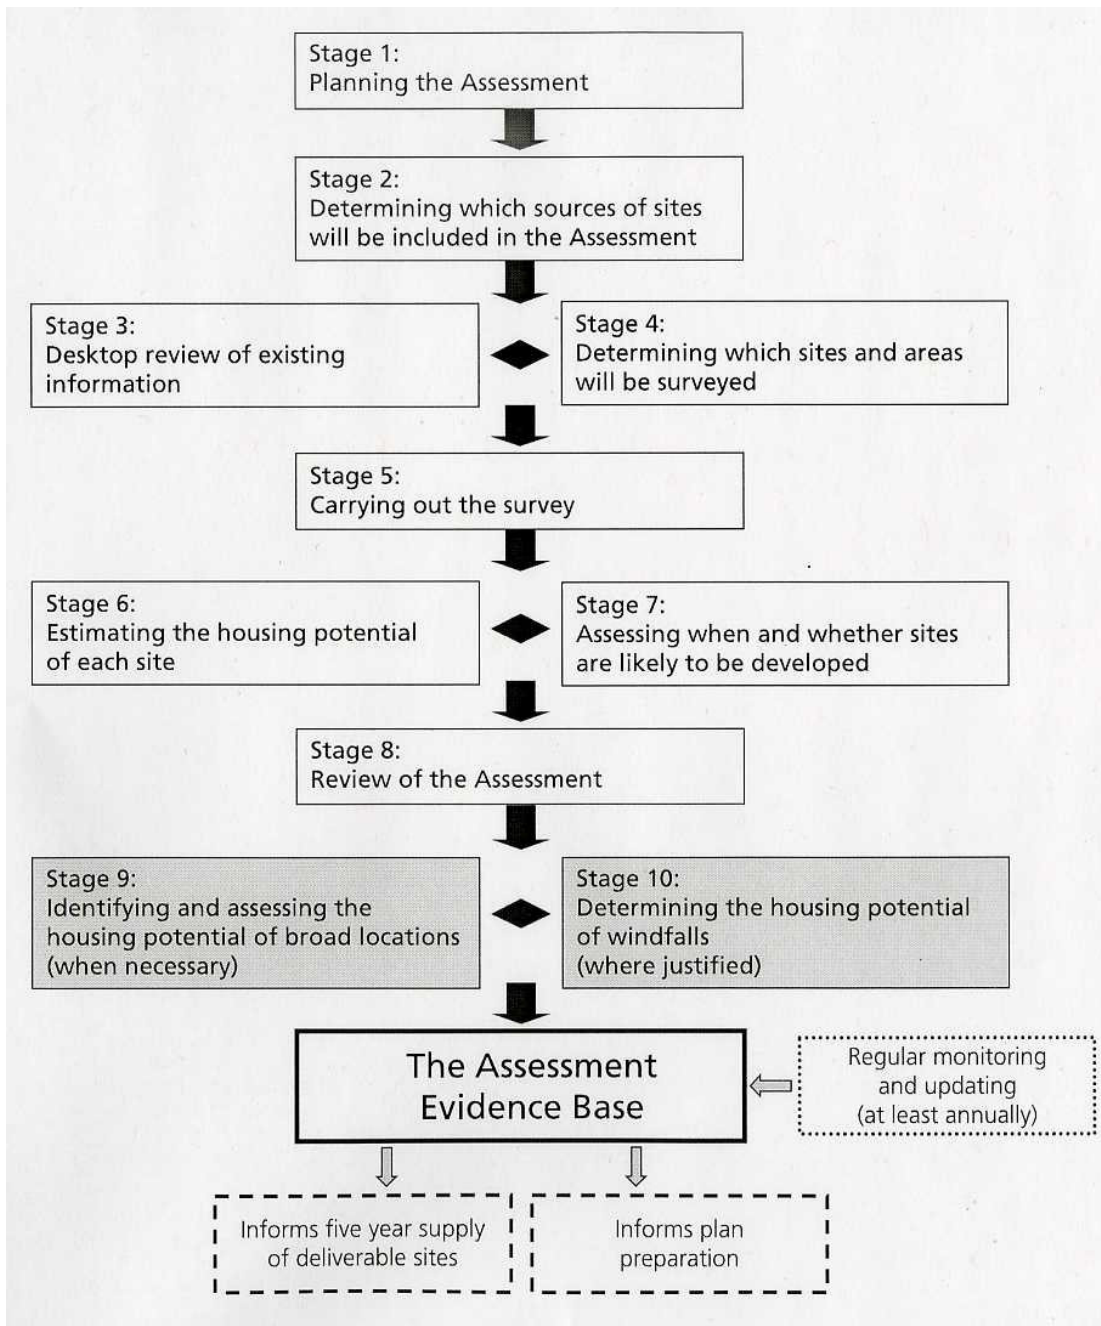 Stage 1:
Planning the Assessment
Stage 2:
Determining which sources of sites
will be included in the Assessment
Stage 3:
Desktop review of existing
information
Stage 4:
Determining which sites and areas
will be surveyed
Stage 5:
Carrying out the survey
Stage 6:
Estimating the housing potential
of each site
Stage 7:
Assessing when and whether sites
are likely to be developed
Stage 8:
Review of the Assessment
Stage 9:
Identifying and assessing the
housing potential of broad locations
(when necessary)
Stage 10:
Determining the housing potential
of windfalls
(where justified)
The Assessment
Evidence Base
Regular monitoring
and updating
(at least annually)
Informs five year supply
of deliverable sites
Informs plan
preparation